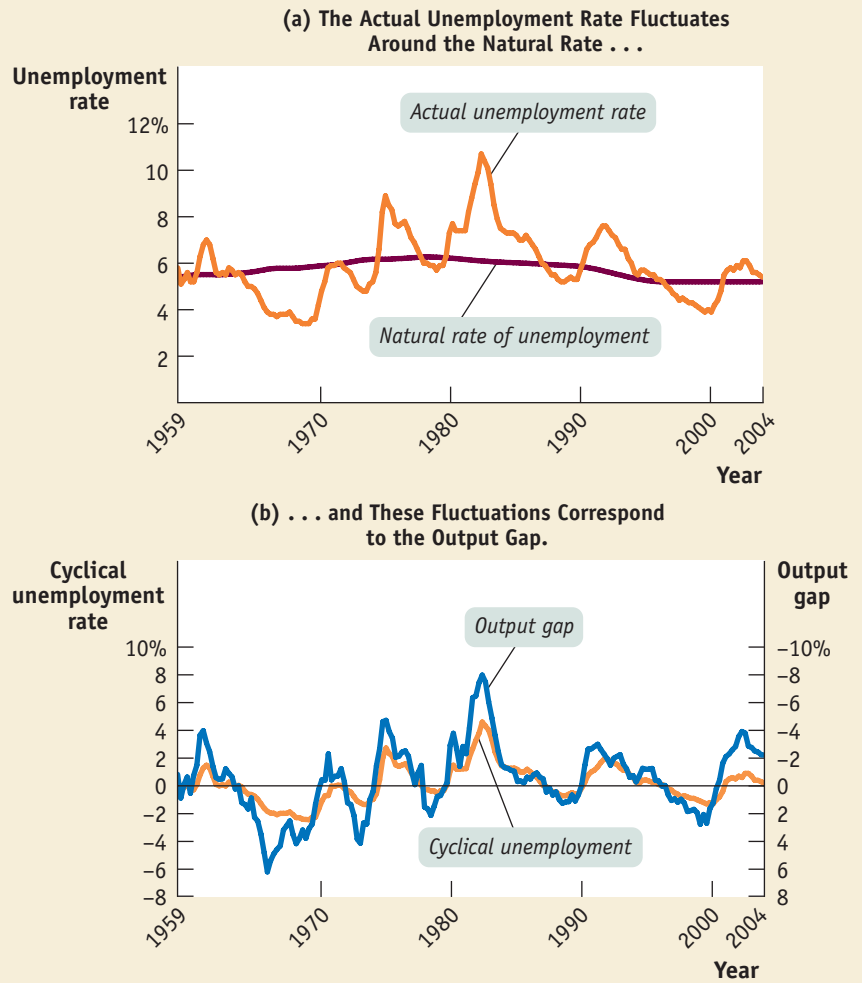 (a) The Actual Unemployment Rate Fluctuates
Around the Natural Rate . . .
Unemployment
rate
Actual unemployment rate
12%
10
8
6
4
2
Natural rate of unemployment
1959
1970
1980
1990
2000
2004
Year
(b) . . . and These Fluctuations Correspond
to the Output Gap.
Cyclical
unemployment
rate
Output
gap
Output gap
10%
8
6
4
2
0
−2
−4
−6
−8
−10%
−8
−6
−4
−2
0
2
4
6
8
Cyclical unemployment
1959
1970
1980
1990
2000
2004
Year